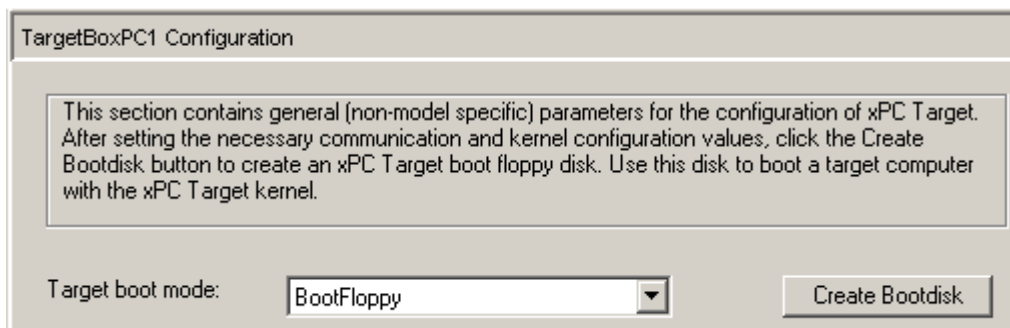 TargetBoxPC1 Configuration
This section contains general (non-model specific) parameters for the configuration of xPC Target.
After setting the necessary communication and kernel configuration values, click the Create
Bootdisk button to create an xPC Target boot floppy disk. Use this disk to boot a target computer
with the xPC Target kernel.
Target boot mode: BootFloppy Create Bootdisk